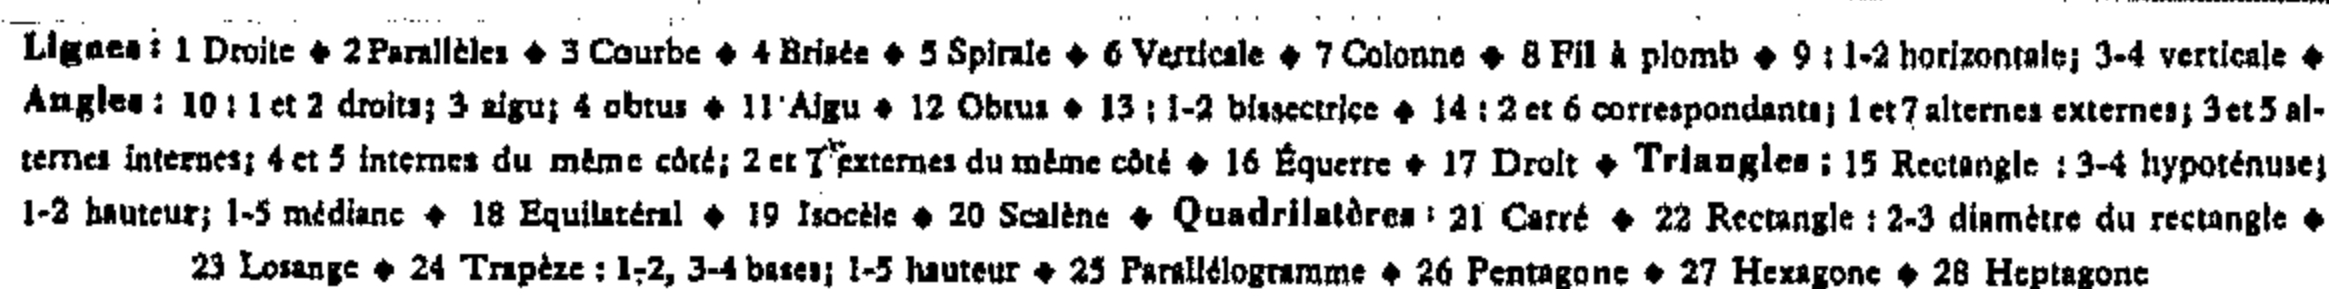 Lignes : 1 Droite ◆ 2 Parallèles ◆ 3 Courbe ◆ 4 Brisée ◆ 5 Spirale ◆ 6 Verticale ◆ 7 Colonne ◆ 8 Fil à plomb ◆ 9 : 1-2 horizontale; 3-4 verticale ◆
Angles : 10 : 1 et 2 droits; 3 aigu; 4 obtus ◆ 11 Aigu ◆ 12 Obtus ◆ 13 : 1-2 bissectrice ◆ 14 : 2 et 6 correspondants; 1 et 7 alternes externes; 3 et 5 al-
ternes internes; 4 et 5 internes du même côté; 2 et 7 externes du même côté ◆ 16 Équerre ◆ 17 Droit ◆ Triangles : 15 Rectangle : 3-4 hypoténuse;
1-2 hauteur; 1-5 médiane ◆ 18 Equilatéral ◆ 19 Isocèle ◆ 20 Scalène ◆ Quadrilatères : 21 Carré ◆ 22 Rectangle : 2-3 diamètre du rectangle ◆
23 Losange ◆ 24 Trapèze : 1-2, 3-4 bases; 1-5 hauteur ◆ 25 Parallélogramme ◆ 26 Pentagone ◆ 27 Hexagone ◆ 28 Heptagone